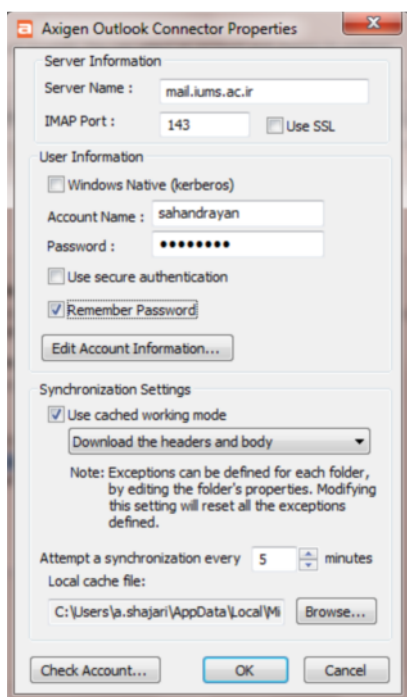 Axigen Outlook Connector Properties
Server Information
Server Name : mail.iums.ac.ir
IMAP Port : 143 Use SSL
User Information
Windows Native (kerberos)
Account Name : sahandrayan
Password : ●●●●●●●●
Use secure authentication
Remember Password
Edit Account Information...
Synchronization Settings
Use cached working mode
Download the headers and body
Note: Exceptions can be defined for each folder,
by editing the folder's properties. Modifying
this setting will reset all the exceptions
defined.
Attempt a synchronization every 5 minutes
Local cache file:
C:\Users\a.shajari\AppData\Local\Mi Browse...
Check Account... OK Cancel